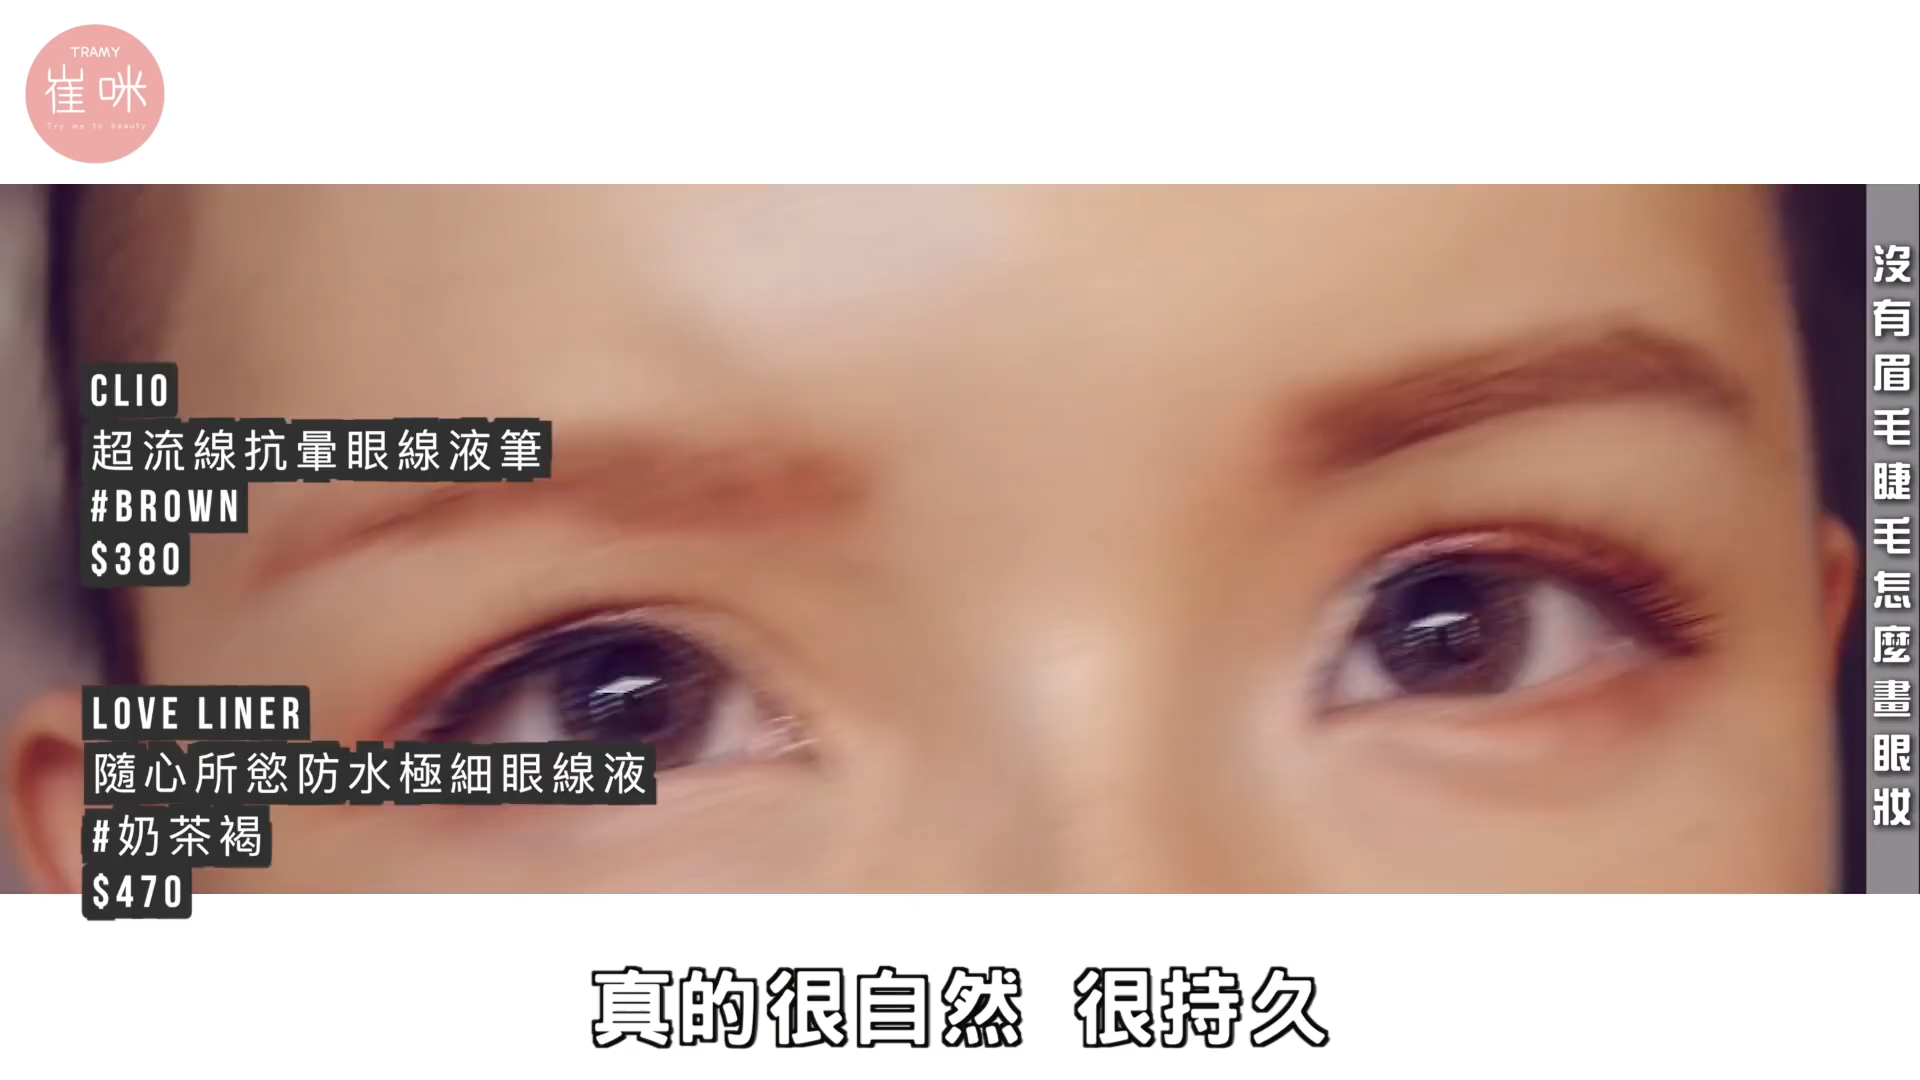 TRAMY
崔咪
Try me to beauty
CLIO
超流線抗暈眼線液筆
#BROWN
$380
LOVE LINER
隨心所慾防水極細眼線液
#奶茶褐
$470
沒有眉毛睫毛怎麼畫眼妝
真的很自然 很持久